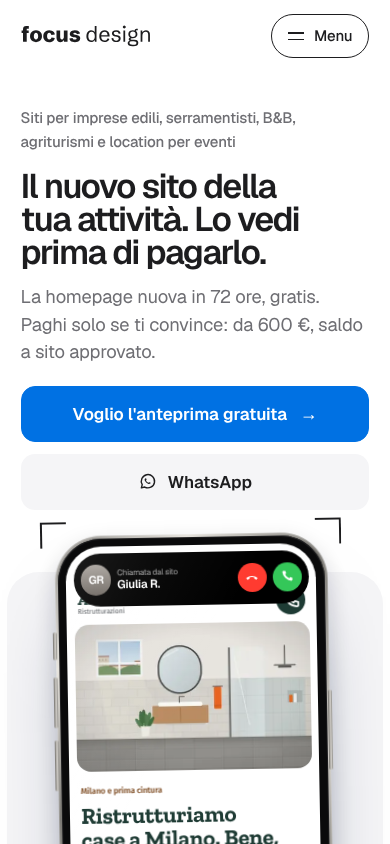 focus design
Menu
Siti per imprese edili, serramentisti, B&B,
agriturismi e location per eventi
Il nuovo sito della
tua attività. Lo vedi
prima di pagarlo.
La homepage nuova in 72 ore, gratis.
Paghi solo se ti convince: da 600 €, saldo
a sito approvato.
Voglio l'anteprima gratuita →
WhatsApp
GR
Chiamata dal sito
Giulia R.
Ristrutturazioni
Milano e prima cintura
Ristrutturiamo
case a Milano. Bene,